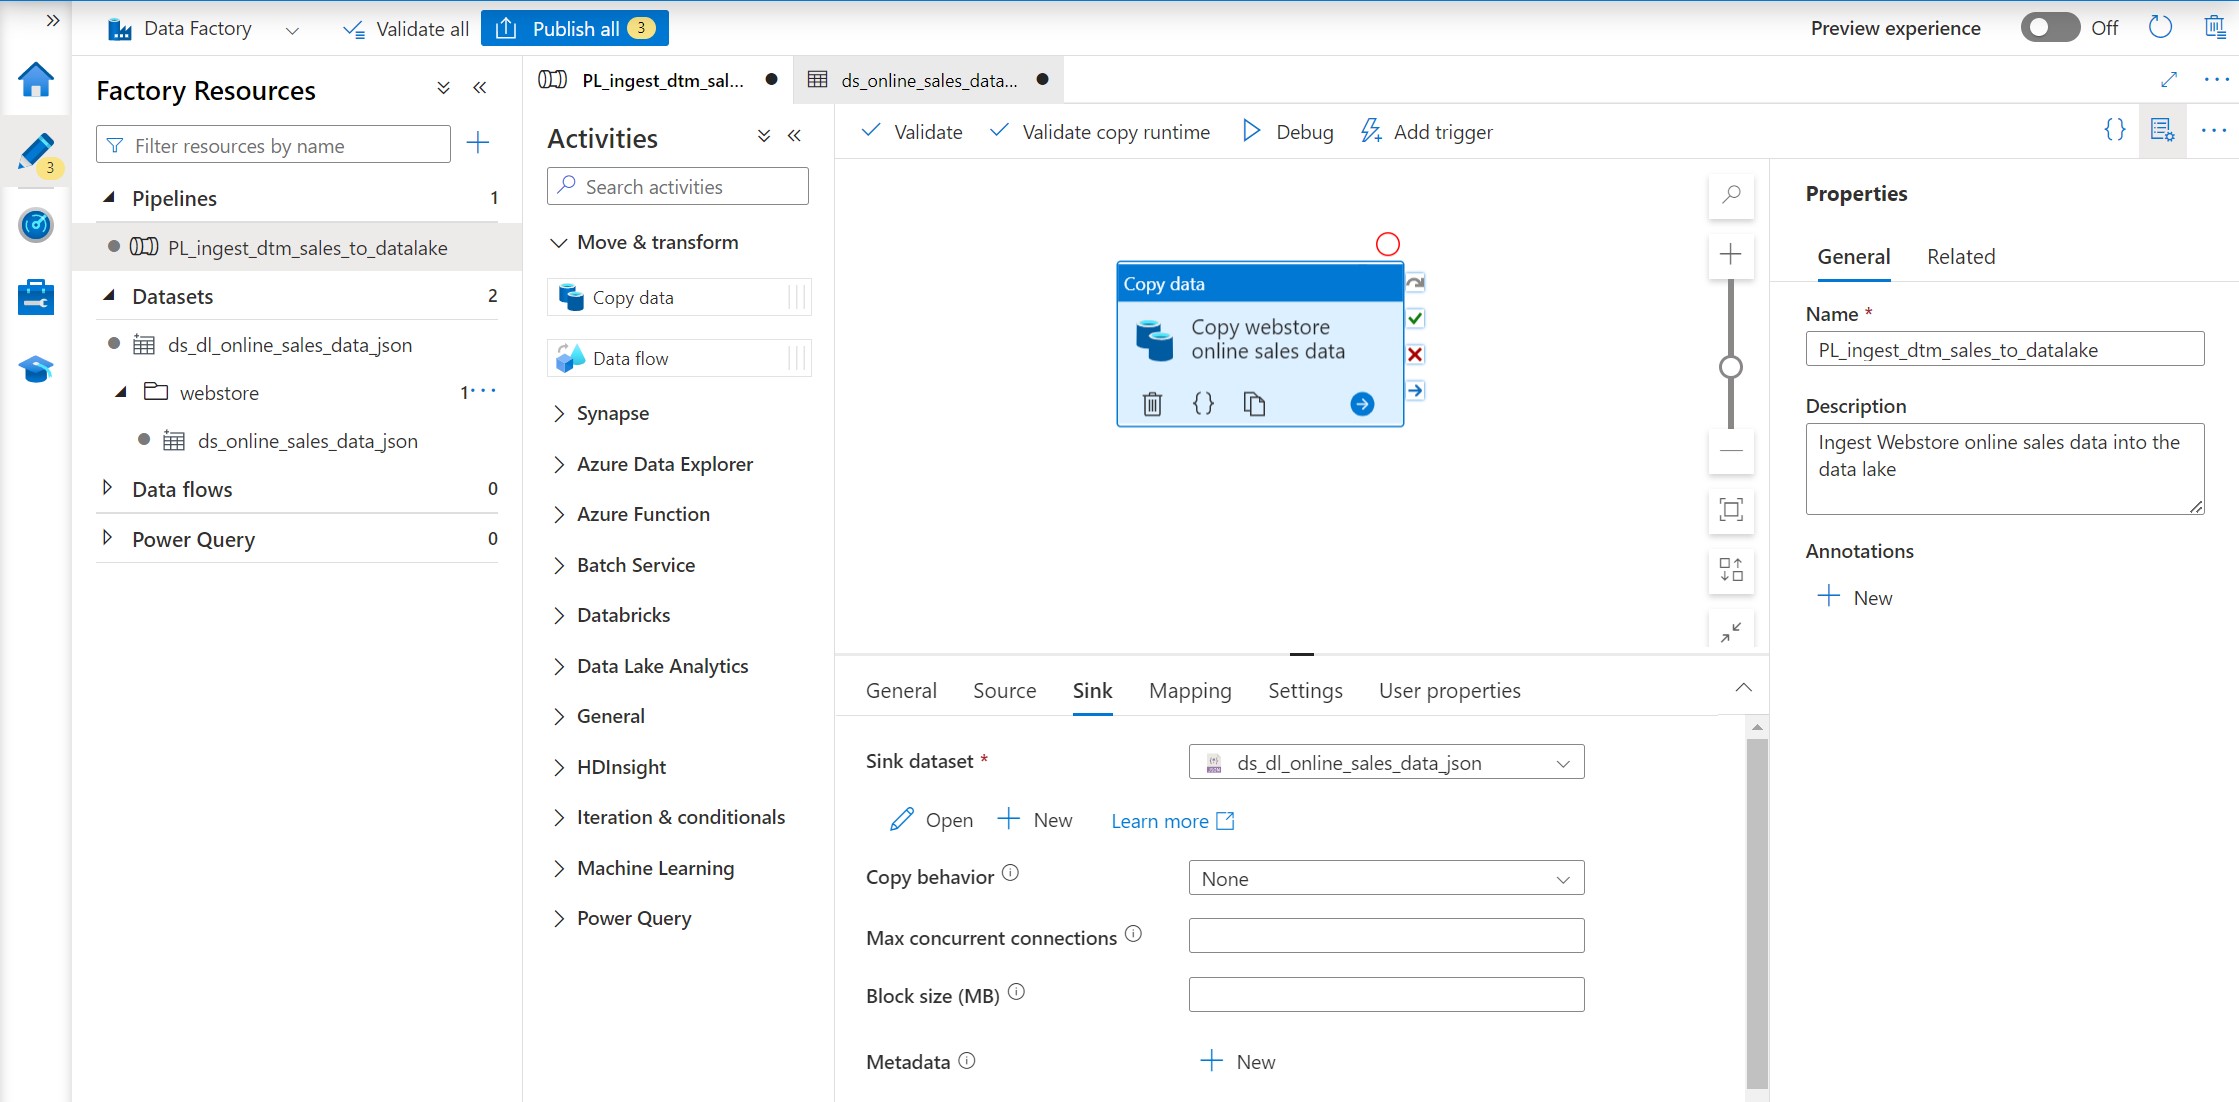 Data Factory
Validate all
Publish all 3
Preview experience
Off
3
Factory Resources
Filter resources by name
Pipelines 1
PL_ingest_dtm_sales_to_datalake
Datasets 2
ds_dl_online_sales_data_json
webstore 1
ds_online_sales_data_json
Data flows 0
Power Query 0
PL_ingest_dtm_sal...
ds_online_sales_data...
Activities
Search activities
Move & transform
Copy data
Data flow
Synapse
Azure Data Explorer
Azure Function
Batch Service
Databricks
Data Lake Analytics
General
HDInsight
Iteration & conditionals
Machine Learning
Power Query
Validate
Validate copy runtime
Debug
Add trigger
Copy data
Copy webstore
online sales data
General
Source
Sink
Mapping
Settings
User properties
Sink dataset *
ds_dl_online_sales_data_json
Open
New
Learn more
Copy behavior
None
Max concurrent connections
Block size (MB)
Metadata
New
Properties
General
Related
Name *
PL_ingest_dtm_sales_to_datalake
Description
Ingest Webstore online sales data into the
data lake
Annotations
New